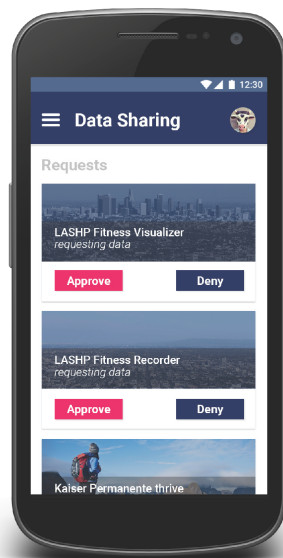 12:30
Data Sharing
Requests
LASHP Fitness Visualizer
requesting data
Approve Deny
LASHP Fitness Recorder
requesting data
Approve Deny
Kaiser Permanente thrive